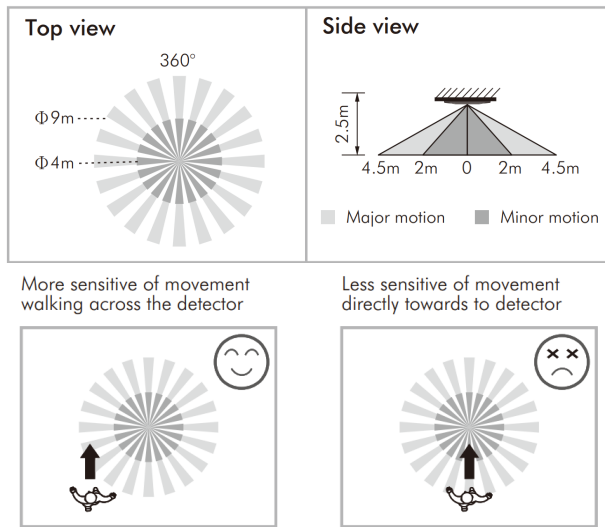 Top view
360°
Φ9m
Φ4m
Side view
2.5m
4.5m 2m 0 2m 4.5m
Major motion Minor motion
More sensitive of movement
walking across the detector
Less sensitive of movement
directly towards to detector